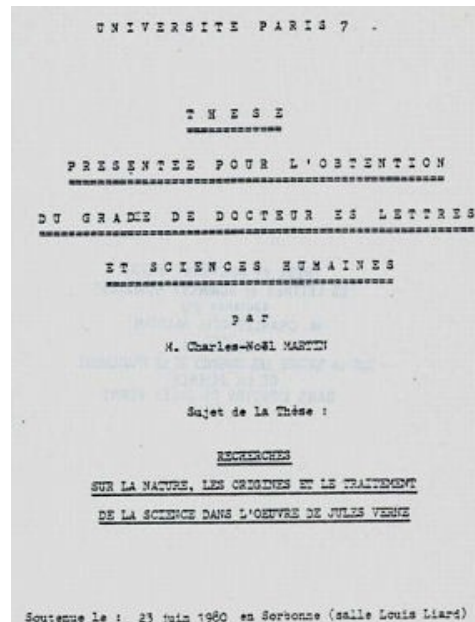 UNIVERSITE PARIS 7
THESE
PRESENTEE POUR L'OBTENTION
DU GRADE DE DOCTEUR ES LETTRES
ET SCIENCES HUMAINES
par
M. Charles-Noël MARTIN
Sujet de la Thèse :
RECHERCHES
SUR LA NATURE, LES ORIGINES ET LE TRAITEMENT
DE LA SCIENCE DANS L'OEUVRE DE JULES VERNE
Soutenue le : 23 juin 1980 en Sorbonne (salle Louis Liard)